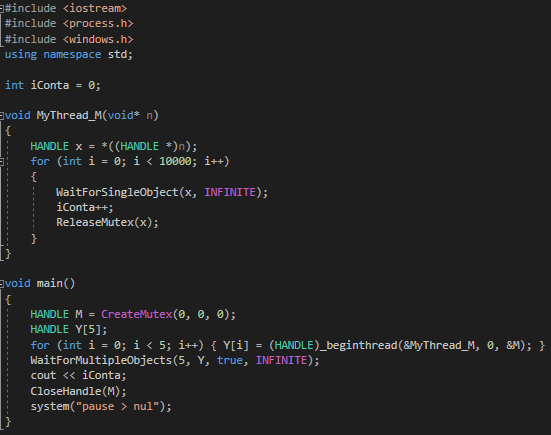 #include <iostream>
#include <process.h>
#include <windows.h>
using namespace std;

int iConta = 0;

void MyThread_M(void* n)
{
    HANDLE x = *((HANDLE *)n);
    for (int i = 0; i < 10000; i++)
    {
        WaitForSingleObject(x, INFINITE);
        iConta++;
        ReleaseMutex(x);
    }
}

void main()
{
    HANDLE M = CreateMutex(0, 0, 0);
    HANDLE Y[5];
    for (int i = 0; i < 5; i++) { Y[i] = (HANDLE)_beginthread(&MyThread_M, 0, &M); }
    WaitForMultipleObjects(5, Y, true, INFINITE);
    cout << iConta;
    CloseHandle(M);
    system("pause > nul");
}